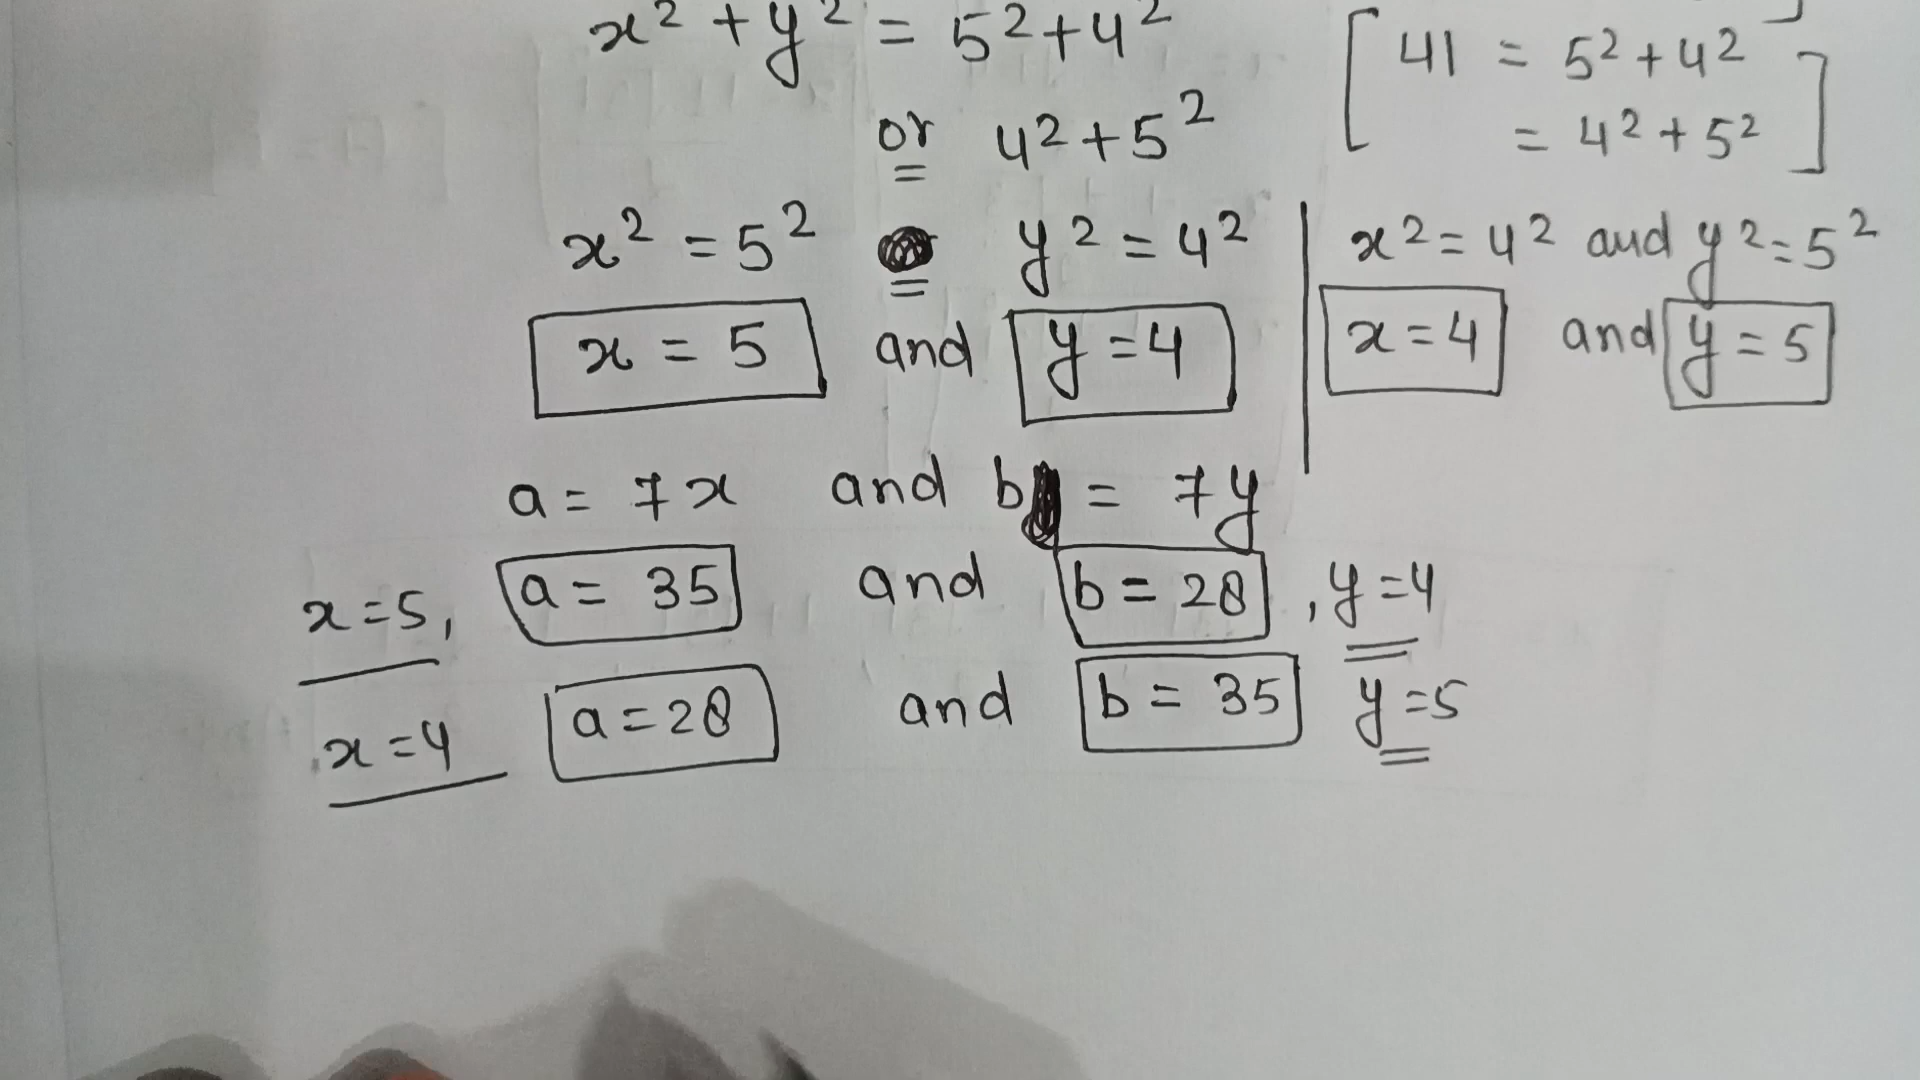 x² + y² = 5² + 4²
or 4² + 5²
[ 41 = 5² + 4²
= 4² + 5² ]
x² = 5² y² = 4²
x = 5 and y = 4
x² = 4² and y² = 5²
x = 4 and y = 5
a = 7x and b = 7y
x = 5, a = 35 and b = 28 , y = 4
x = 4 a = 28 and b = 35 y = 5